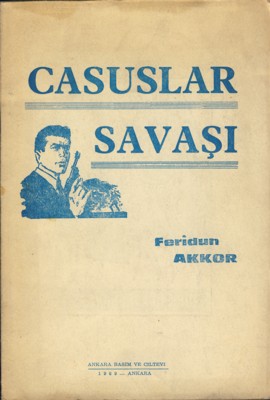 CASUSLAR
SAVAŞI
Feridun
AKKOR
ANKARA BASIM VE CİLTEVİ
— ANKARA